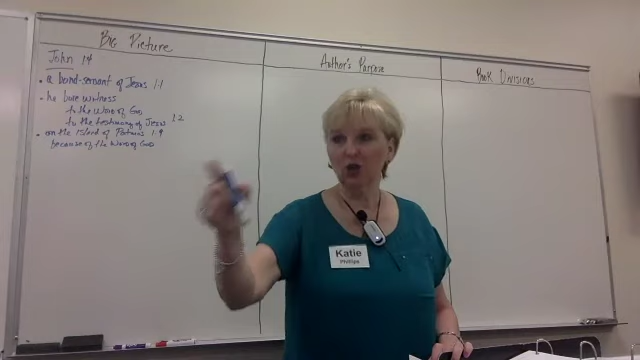 Big Picture
Author's Purpose
Book Divisions
John 1:4
• a bond-servant of Jesus 1:1
• he bore witness
to the Word of God
to the testimony of Jesus 1:2
• on the Island of Patmos 1:9
because of the Word of God
Katie
Phillips